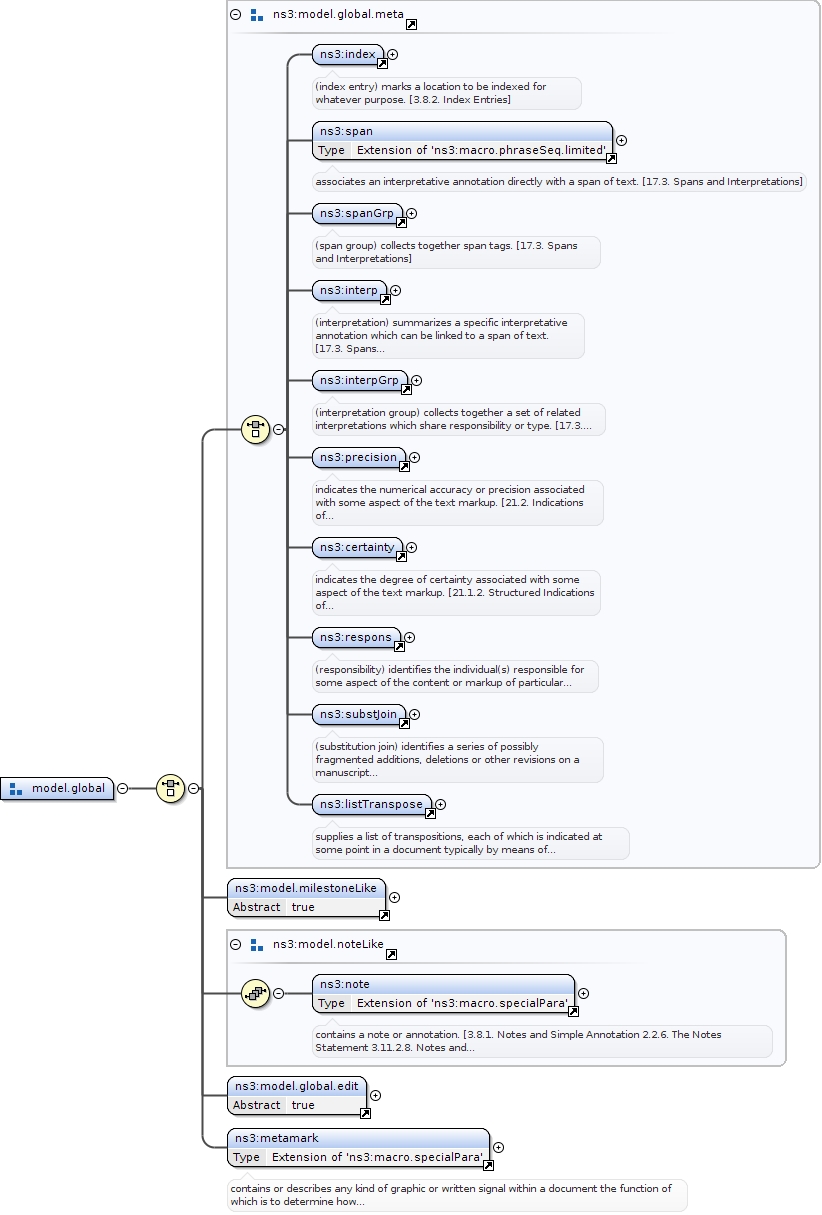 ns3:model.global.meta
ns3:index
(index entry) marks a location to be indexed for
whatever purpose. [3.8.2. Index Entries]
ns3:span
Type Extension of 'ns3:macro.phraseSeq.limited'
associates an interpretative annotation directly with a span of text. [17.3. Spans and Interpretations]
ns3:spanGrp
(span group) collects together span tags. [17.3. Spans
and Interpretations]
ns3:interp
(interpretation) summarizes a specific interpretative
annotation which can be linked to a span of text.
[17.3. Spans...
ns3:interpGrp
(interpretation group) collects together a set of related
interpretations which share responsibility or type. [17.3....
ns3:precision
indicates the numerical accuracy or precision associated
with some aspect of the text markup. [21.2. Indications
of...
ns3:certainty
indicates the degree of certainty associated with some
aspect of the text markup. [21.1.2. Structured Indications
of...
ns3:respons
(responsibility) identifies the individual(s) responsible for
some aspect of the content or markup of particular...
ns3:substJoin
(substitution join) identifies a series of possibly
fragmented additions, deletions or other revisions on a
manuscript...
model.global
ns3:listTranspose
supplies a list of transpositions, each of which is indicated at
some point in a document typically by means of...
ns3:model.milestoneLike
Abstract true
ns3:model.noteLike
ns3:note
Type Extension of 'ns3:macro.specialPara'
contains a note or annotation. [3.8.1. Notes and Simple Annotation 2.2.6. The Notes
Statement 3.11.2.8. Notes and...
ns3:model.global.edit
Abstract true
ns3:metamark
Type Extension of 'ns3:macro.specialPara'
contains or describes any kind of graphic or written signal within a document the function of
which is to determine how...